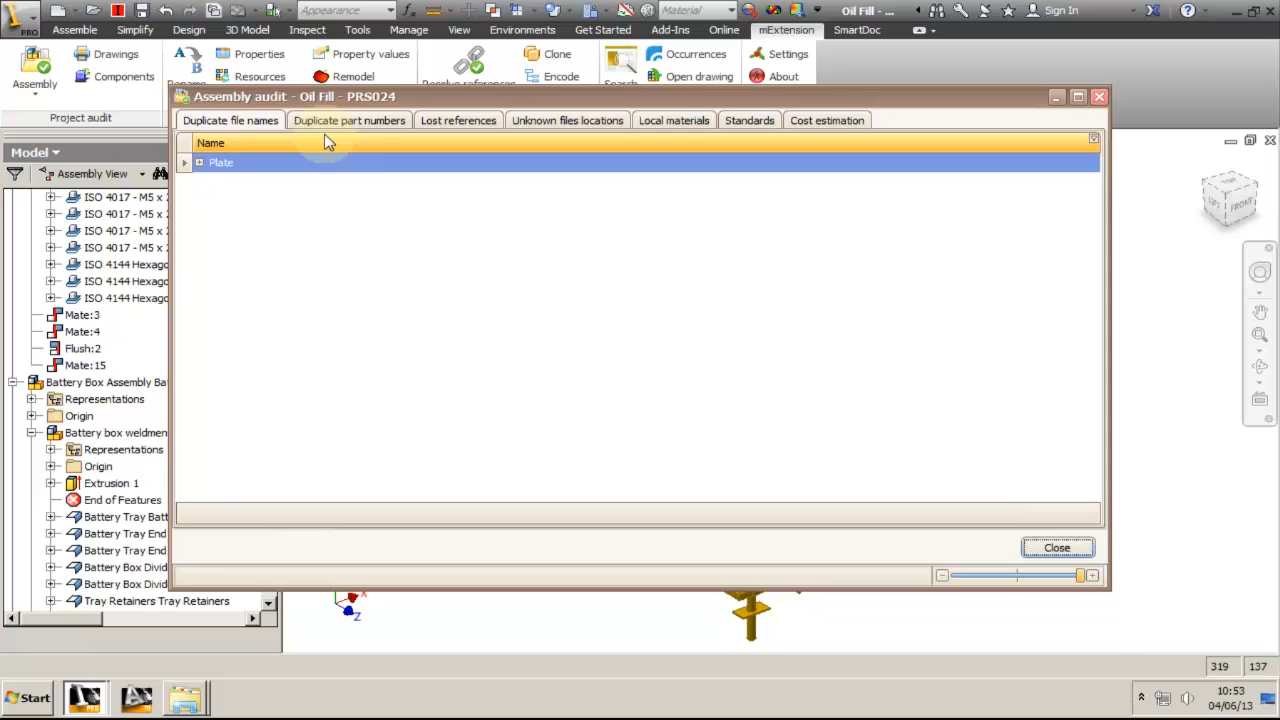 Appearance
Material
Oil Fill - ...
Sign In
PRO
Assemble Simplify Design 3D Model Inspect Tools Manage View Environments Get Started Add-Ins Online mExtension SmartDoc
Assembly
Drawings
Components
Properties
Resources
Property values
Remodel
Clone
Encode
Occurrences
Open drawing
Settings
About
Project audit
Assembly audit - Oil Fill - PRS024
Duplicate file names Duplicate part numbers Lost references Unknown files locations Local materials Standards Cost estimation
Name
Plate
Close
Model
Assembly View
ISO 4017 - M5 x
ISO 4017 - M5 x
ISO 4017 - M5 x
ISO 4017 - M5 x
ISO 4144 Hexago
ISO 4144 Hexago
ISO 4144 Hexago
Mate:3
Mate:4
Flush:2
Mate:15
Battery Box Assembly Ba
Representations
Origin
Battery box weldmen
Representations
Origin
Extrusion 1
End of Features
Battery Tray Batt
Battery Tray End
Battery Tray End
Battery Box Divid
Battery Box Divid
Tray Retainers Tray Retainers
TOP
LEFT
FRONT
X
Z
319 137
Start
PRO
10:53
04/06/13